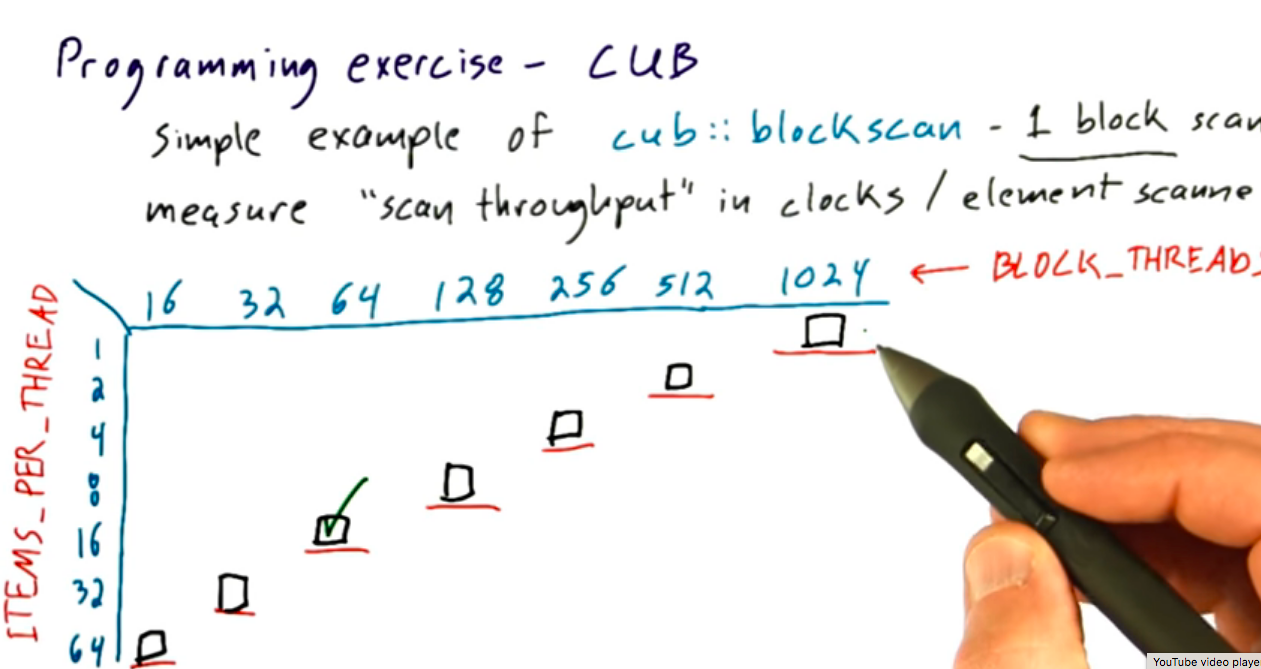 Programming exercise - CUB
simple example of cub::blockscan - 1 block scan
measure "scan throughput" in clocks / element scanne
16 32 64 128 256 512 1024 ← BLOCK_THREADS
ITEMS_PER_THREAD
1
2
4
8
16
32
64
YouTube video playe